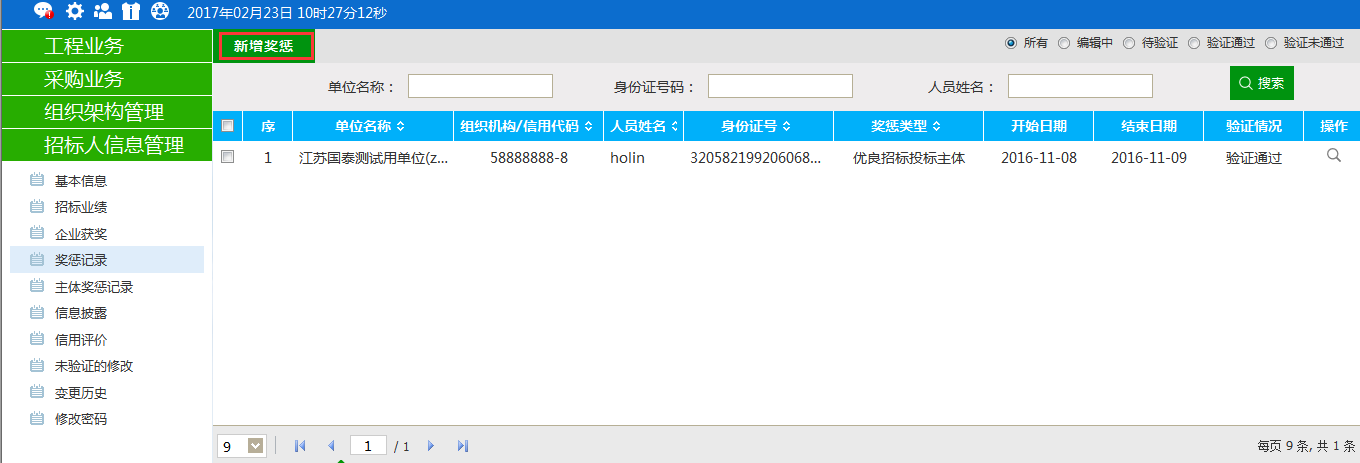 2017年02月23日 10时27分12秒
工程业务
采购业务
组织架构管理
招标人信息管理
基本信息
招标业绩
企业获奖
奖惩记录
主体奖惩记录
信息披露
信用评价
未验证的修改
变更历史
修改密码
新增奖惩
所有 编辑中 待验证 验证通过 验证未通过
单位名称： 身份证号码： 人员姓名： 搜索
序 单位名称 组织机构/信用代码 人员姓名 身份证号 奖惩类型 开始日期 结束日期 验证情况 操作
1 江苏国泰测试用单位(z... 58888888-8 holin 320582199206068... 优良招标投标主体 2016-11-08 2016-11-09 验证通过
9 1 / 1 每页 9 条, 共 1 条